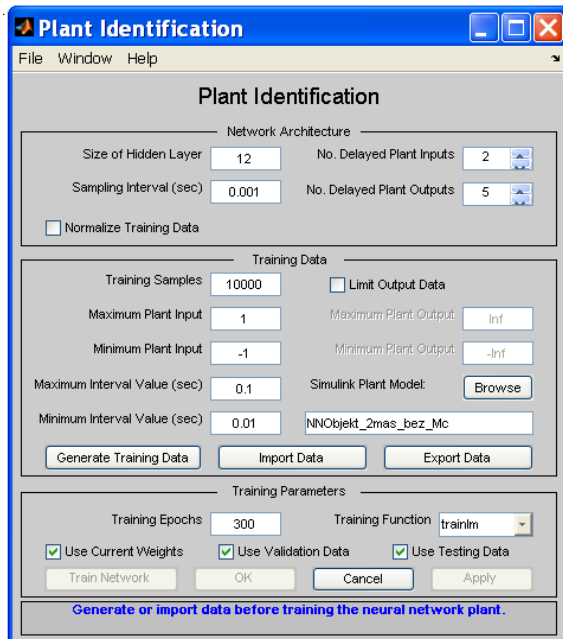 Plant Identification
File Window Help
Plant Identification
Network Architecture
Size of Hidden Layer 12 No. Delayed Plant Inputs 2
Sampling Interval (sec) 0.001 No. Delayed Plant Outputs 5
Normalize Training Data
Training Data
Training Samples 10000 Limit Output Data
Maximum Plant Input 1 Maximum Plant Output Inf
Minimum Plant Input -1 Minimum Plant Output -Inf
Maximum Interval Value (sec) 0.1 Simulink Plant Model: Browse
Minimum Interval Value (sec) 0.01 NNObjekt_2mas_bez_Mc
Generate Training Data Import Data Export Data
Training Parameters
Training Epochs 300 Training Function trainlm
Use Current Weights Use Validation Data Use Testing Data
Train Network OK Cancel Apply
Generate or import data before training the neural network plant.